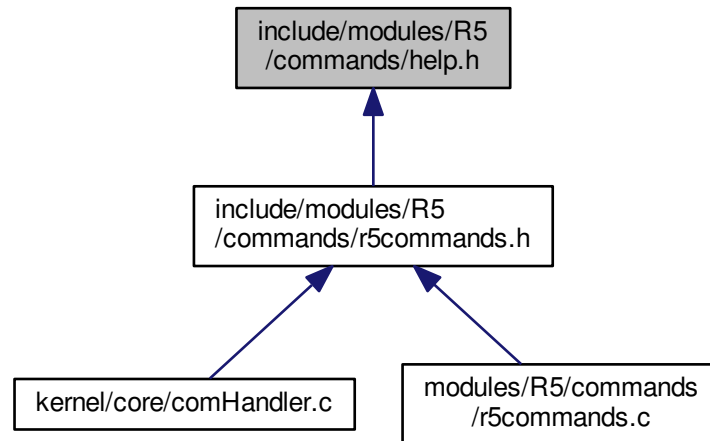 include/modules/R5
/commands/help.h
include/modules/R5
/commands/r5commands.h
kernel/core/comHandler.c
modules/R5/commands
/r5commands.c